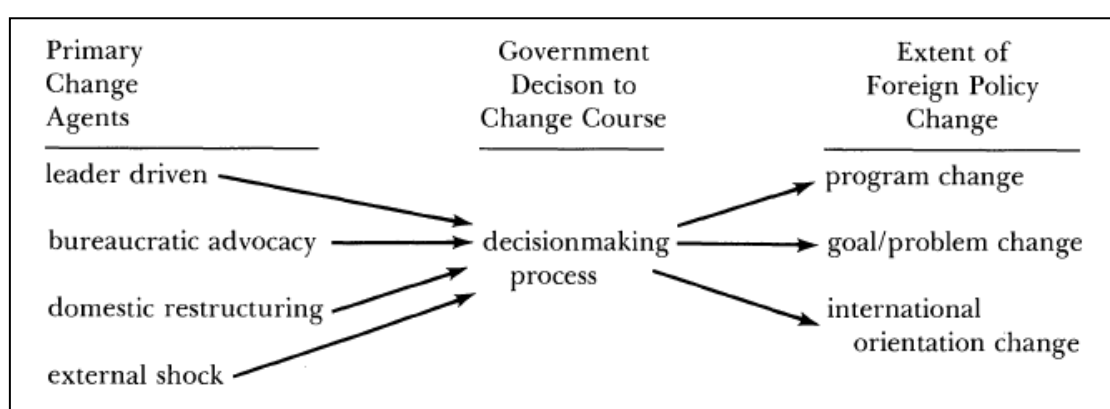 Primary
Change
Agents
Government
Decison to
Change Course
Extent of
Foreign Policy
Change
leader driven
bureaucratic advocacy
domestic restructuring
external shock
decisionmaking
process
program change
goal/problem change
international
orientation change